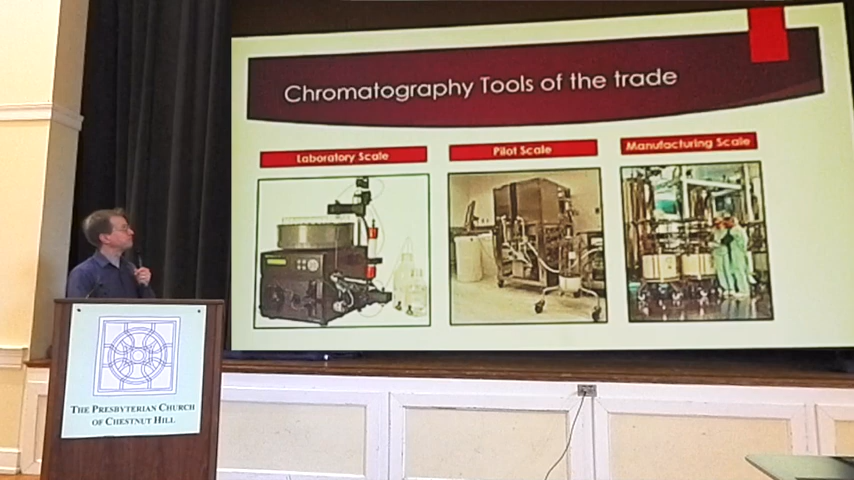 Chromatography Tools of the trade
Laboratory Scale
Pilot Scale
Manufacturing Scale
THE PRESBYTERIAN CHURCH
OF CHESTNUT HILL